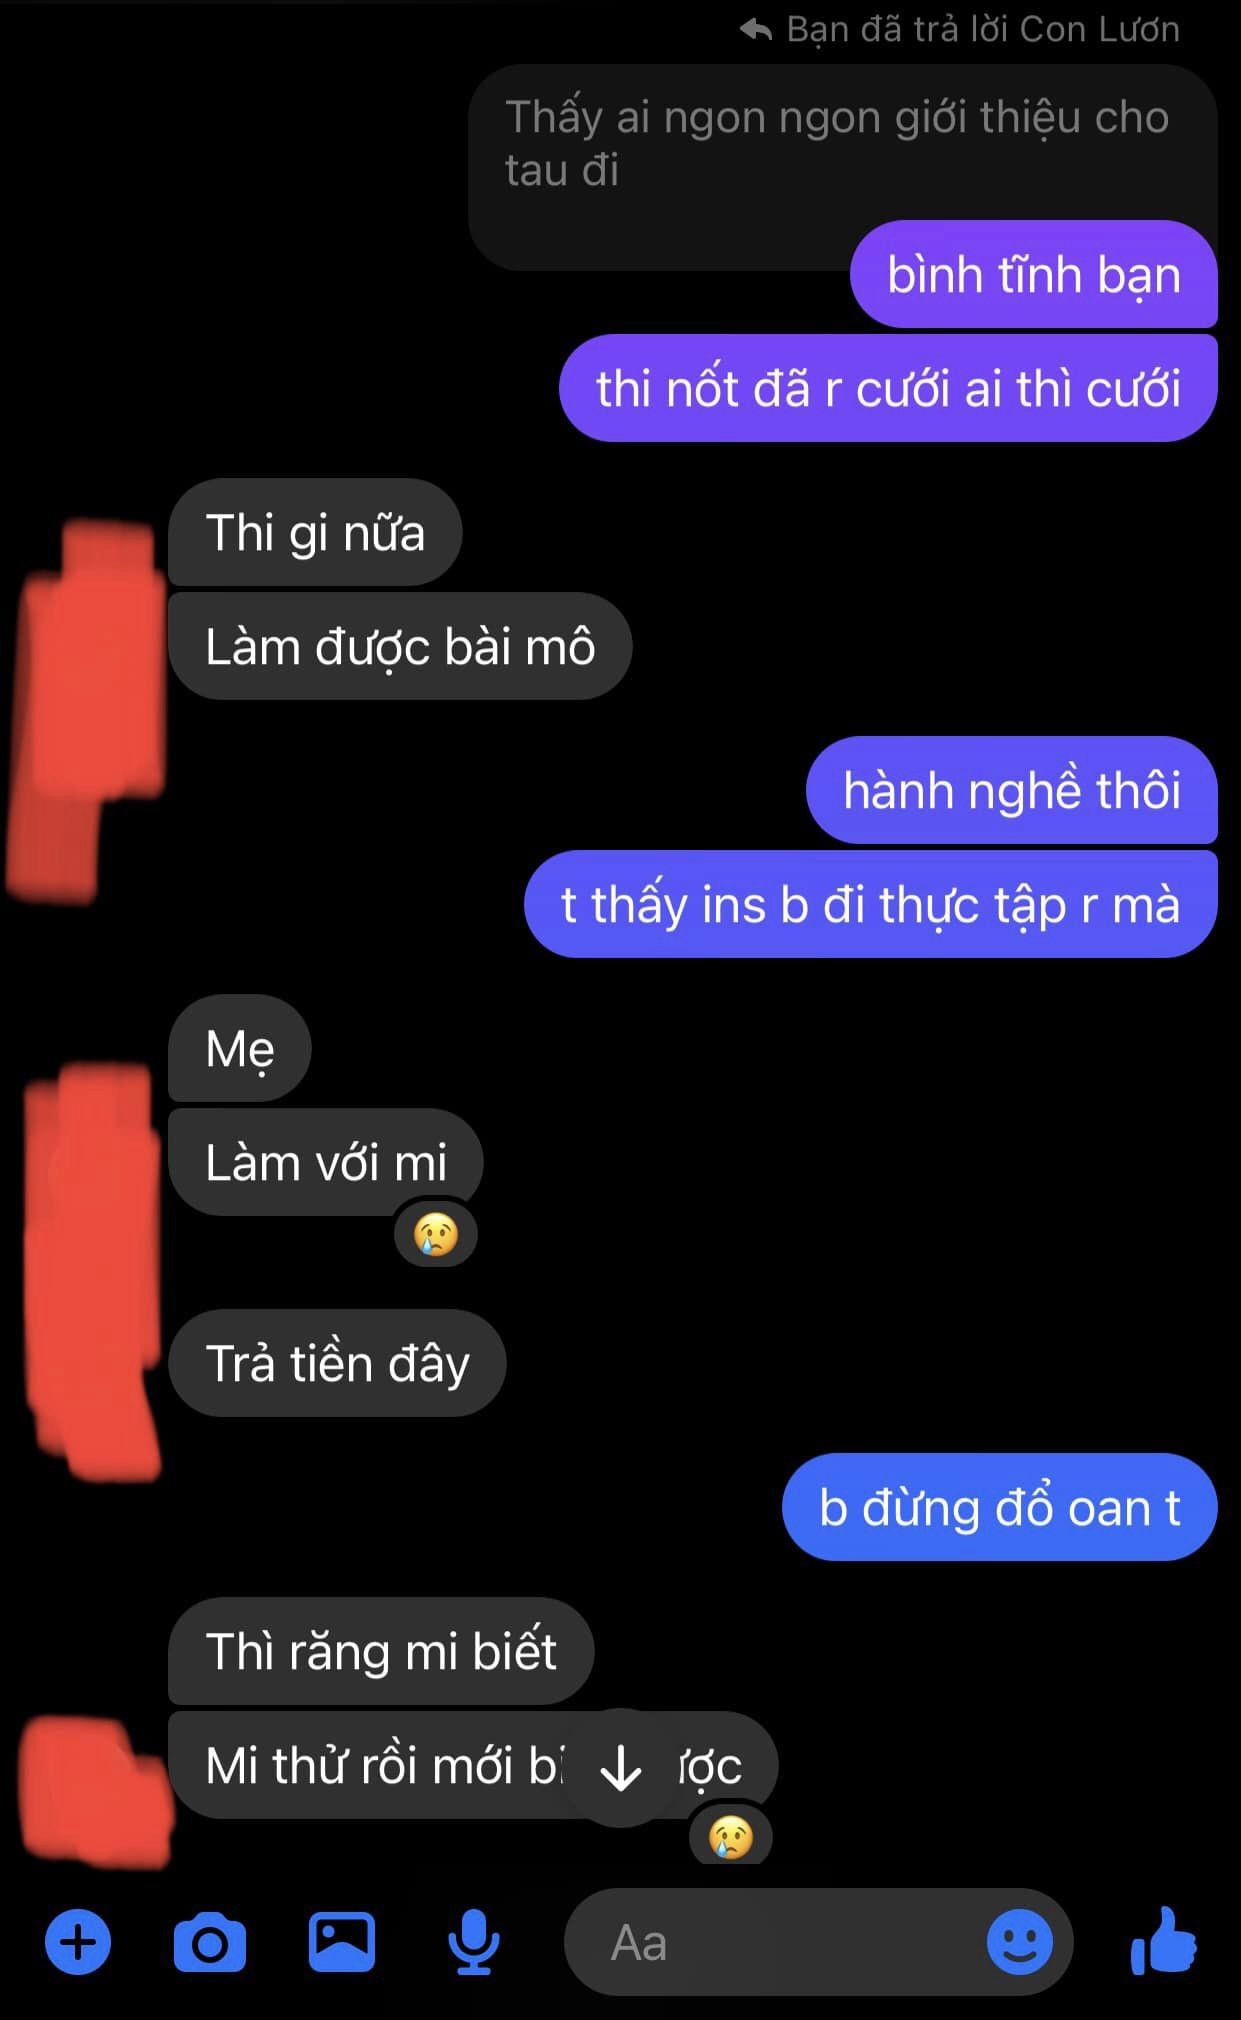 Bạn đã trả lời Con Lươn
Thấy ai ngon ngon giới thiệu cho
tau đi
bình tĩnh bạn
thi nốt đã r cưới ai thì cưới
Thi gi nữa
Làm được bài mô
hành nghề thôi
t thấy ins b đi thực tập r mà
Mẹ
Làm với mi
Trả tiền đây
b đừng đổ oan t
Thì răng mi biết
Mi thử rồi mới
Aa